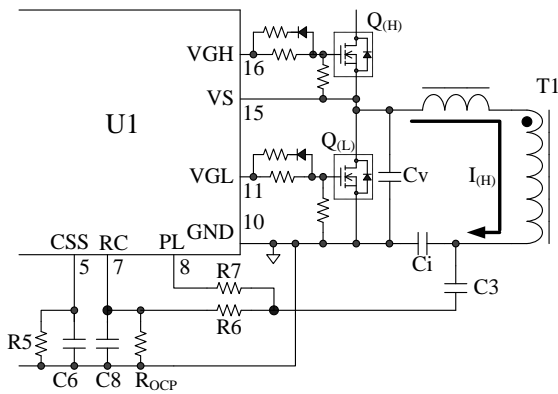 Q(H)
VGH
16
T1
VS
15
U1
Q(L)
VGL
11
Cv
I(H)
GND
10
CSS
RC
PL
5
7
8
Ci
R7
C3
R6
R5
C6
C8
ROCP